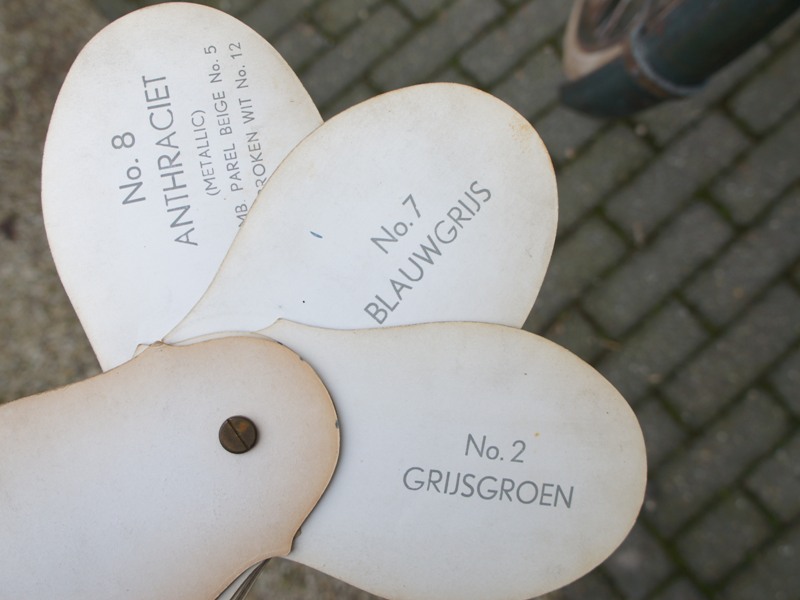 No. 8
ANTHRACIET
(METALLIC)
PAREL BEIGE No. 5
WIT No. 12
No. 7
BLAUWGRIJS
No. 2
GRIJSGROEN